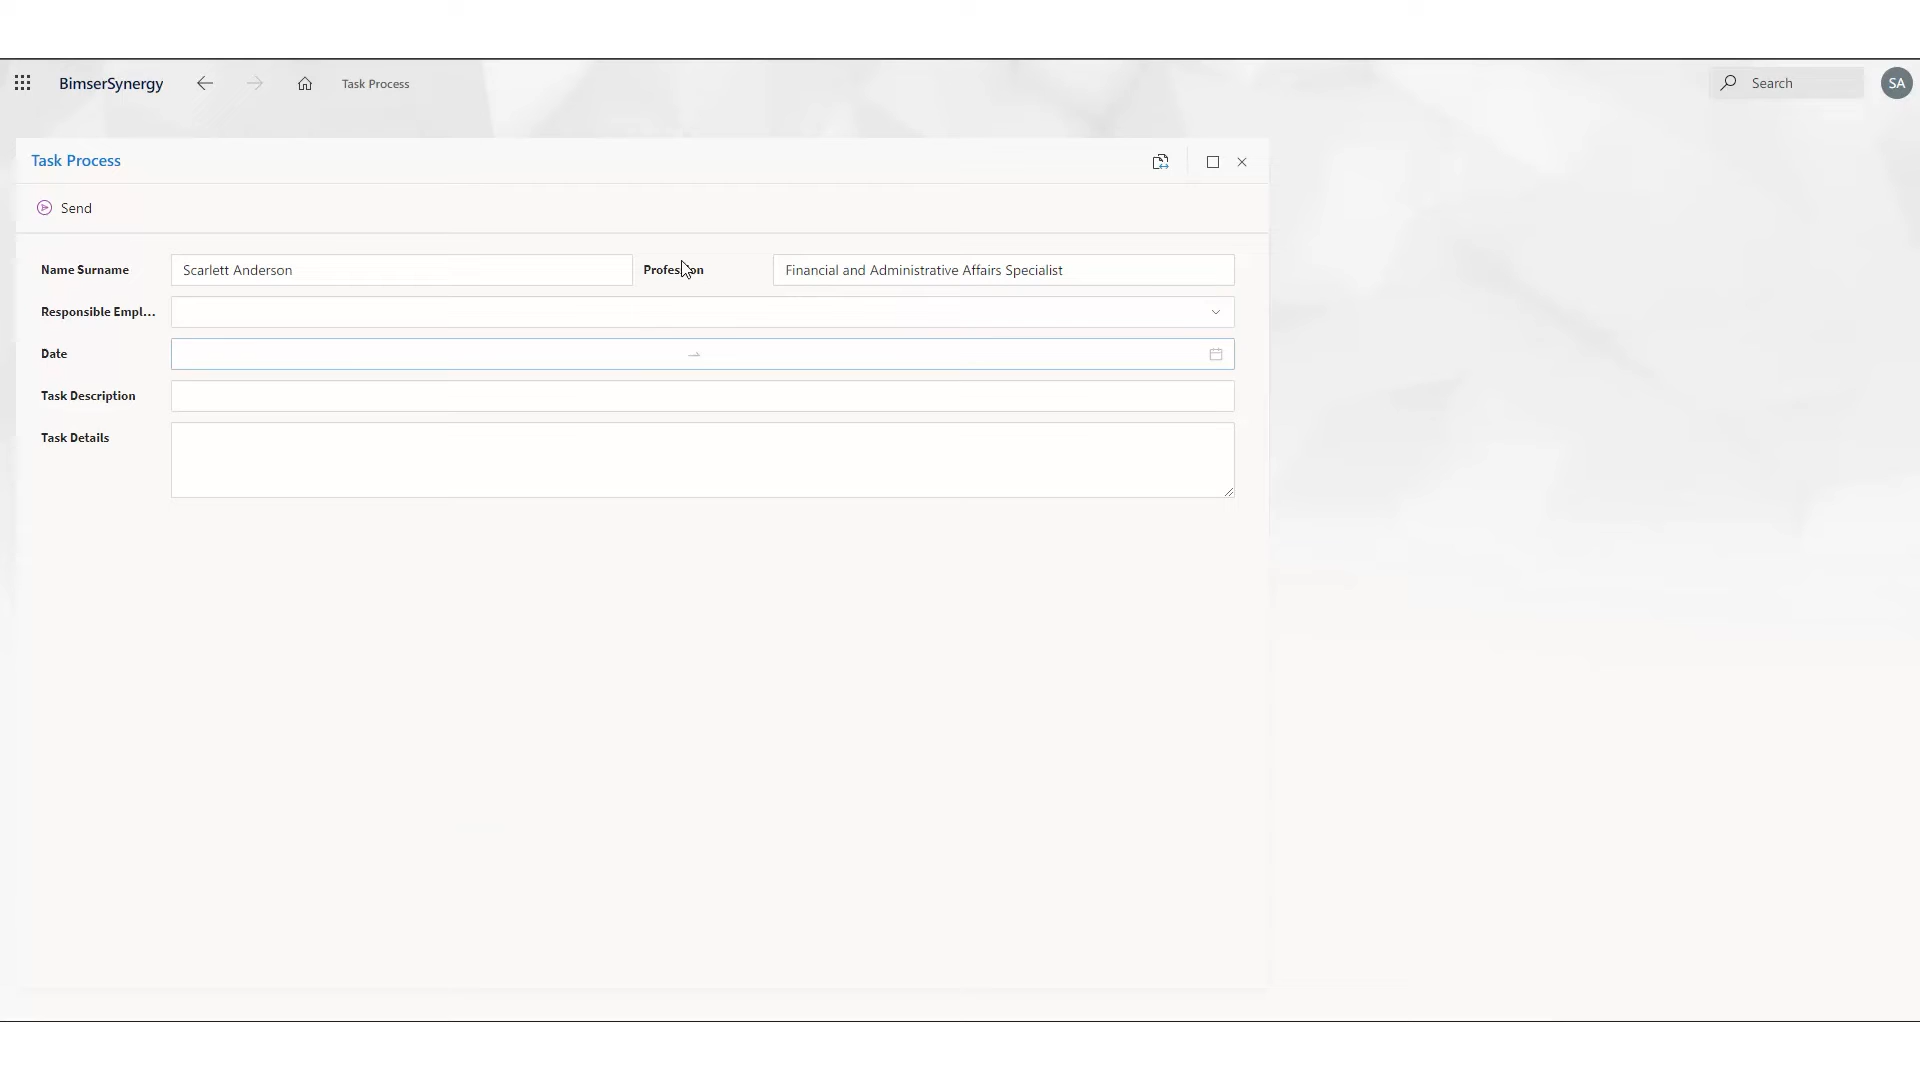 BimserSynergy
Task Process
Search
SA
Task Process
Send
Name Surname
Scarlett Anderson
Profession
Financial and Administrative Affairs Specialist
Responsible Empl...
Date
Task Description
Task Details